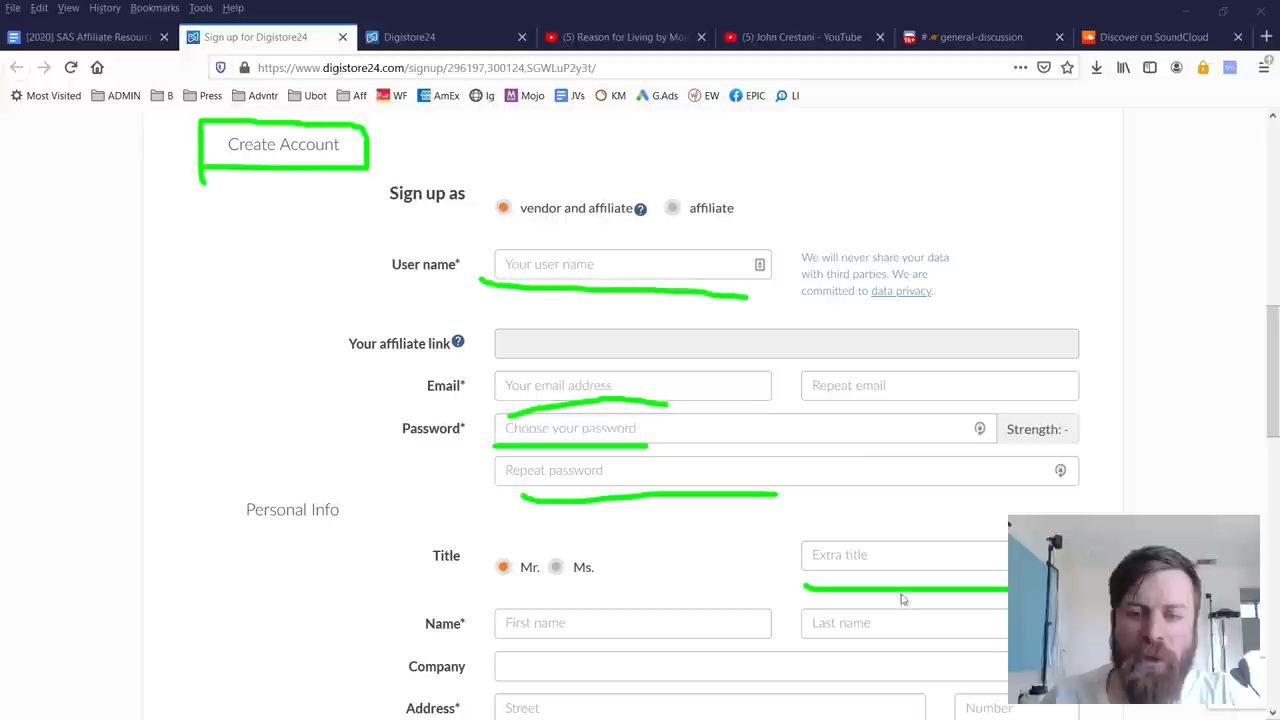 File Edit View History Bookmarks Tools Help
[2020] SAS Affiliate Resource Sign up for Digistore24 Digistore24 (5) Reason for Living by Mo (5) John Crestani - YouTube # general-discussion Discover on SoundCloud
https://www.digistore24.com/signup/296197,300124,SGWLuP2y3t/
Most Visited ADMIN B Press Advntr Ubot Aff WF AmEx Ig Mojo JVs KM G.Ads EW EPIC LI
Create Account
Sign up as vendor and affiliate affiliate
User name* Your user name
We will never share your data
with third parties. We are
committed to data privacy.
Your affiliate link
Email* Your email address Repeat email
Password* Choose your password Strength: -
Repeat password
Personal Info
Title Mr. Ms. Extra title
Name* First name Last name
Company
Address* Street Number